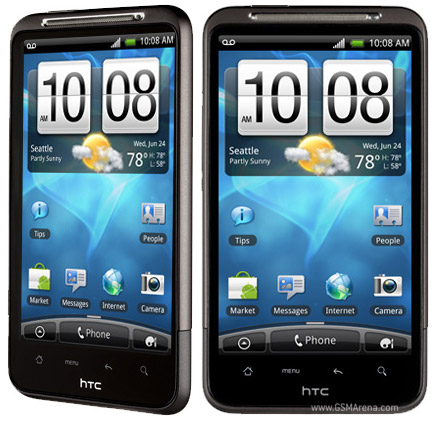 10:08 AM
10 08
AM
Seattle
Partly Sunny
Wed, Jun 24
78° H: 78°
L: 58°
Tips
People
Market
Messages
Internet
Camera
Phone
MENU
hTC
10:08 AM
10 08
AM
Seattle
Partly Sunny
Wed, Jun 24
78° H: 78°
L: 58°
Tips
People
Market
Messages
Internet
Camera
Phone
MENU
hTC
www.GSMArena.com